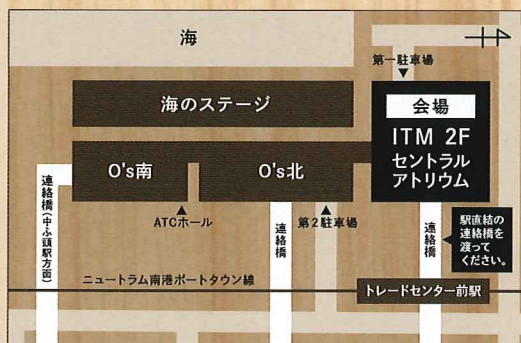 海
第一駐車場
海のステージ
会場
ITM 2F
セントラル
アトリウム
O's南
O's北
連絡橋(中ふ頭駅方面)
ATCホール
連絡橋
第2駐車場
連絡橋
駅直結の
連絡橋を
渡って
ください。
ニュートラム南港ポートタウン線
トレードセンター前駅